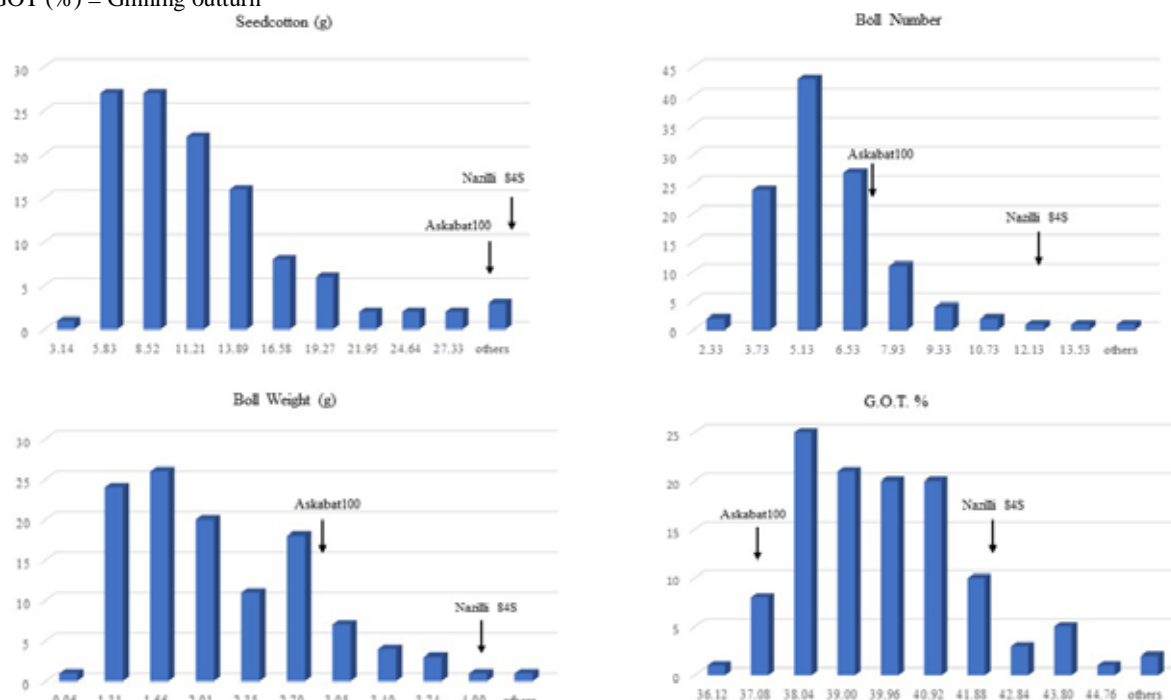 GOT (%) = Ginning outturn
Seedcotton (g)
30
25
20
15
10
5
0
Nazilli 84S
Askabat100
3.14 5.83 8.52 11.21 13.89 16.58 19.27 21.95 24.64 27.33 others
Boll Number
45
40
35
30
25
20
15
10
5
0
Askabat100
Nazilli 84S
2.33 3.73 5.13 6.53 7.93 9.33 10.73 12.13 13.53 others
Boll Weight (g)
30
25
20
15
10
5
0
Askabat100
Nazilli 84S
G.O.T. %
25
20
15
10
5
0
Askabat100
Nazilli 84S
36.12 37.08 38.04 39.00 39.96 40.92 41.88 42.84 43.80 44.76 others